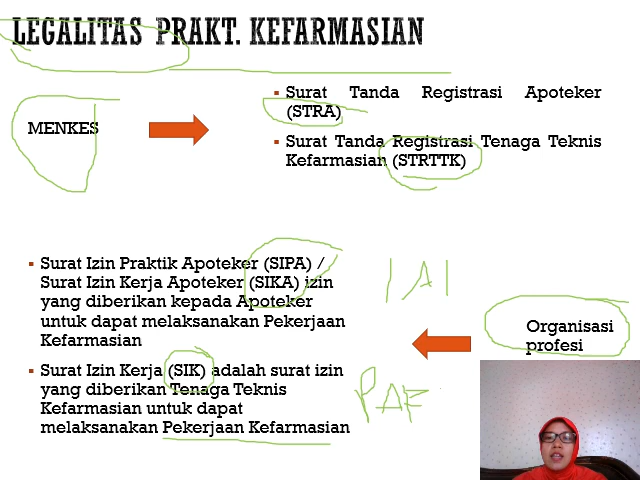 LEGALITAS PRAKT. KEFARMASIAN
MENKES
Surat Tanda Registrasi Apoteker
(STRA)
Surat Tanda Registrasi Tenaga Teknis
Kefarmasian (STRTTK)
Surat Izin Praktik Apoteker (SIPA) /
Surat Izin Kerja Apoteker (SIKA) izin
yang diberikan kepada Apoteker
untuk dapat melaksanakan Pekerjaan
Kefarmasian
Surat Izin Kerja (SIK) adalah surat izin
yang diberikan Tenaga Teknis
Kefarmasian untuk dapat
melaksanakan Pekerjaan Kefarmasian
IAI
PAF
Organisasi
profesi